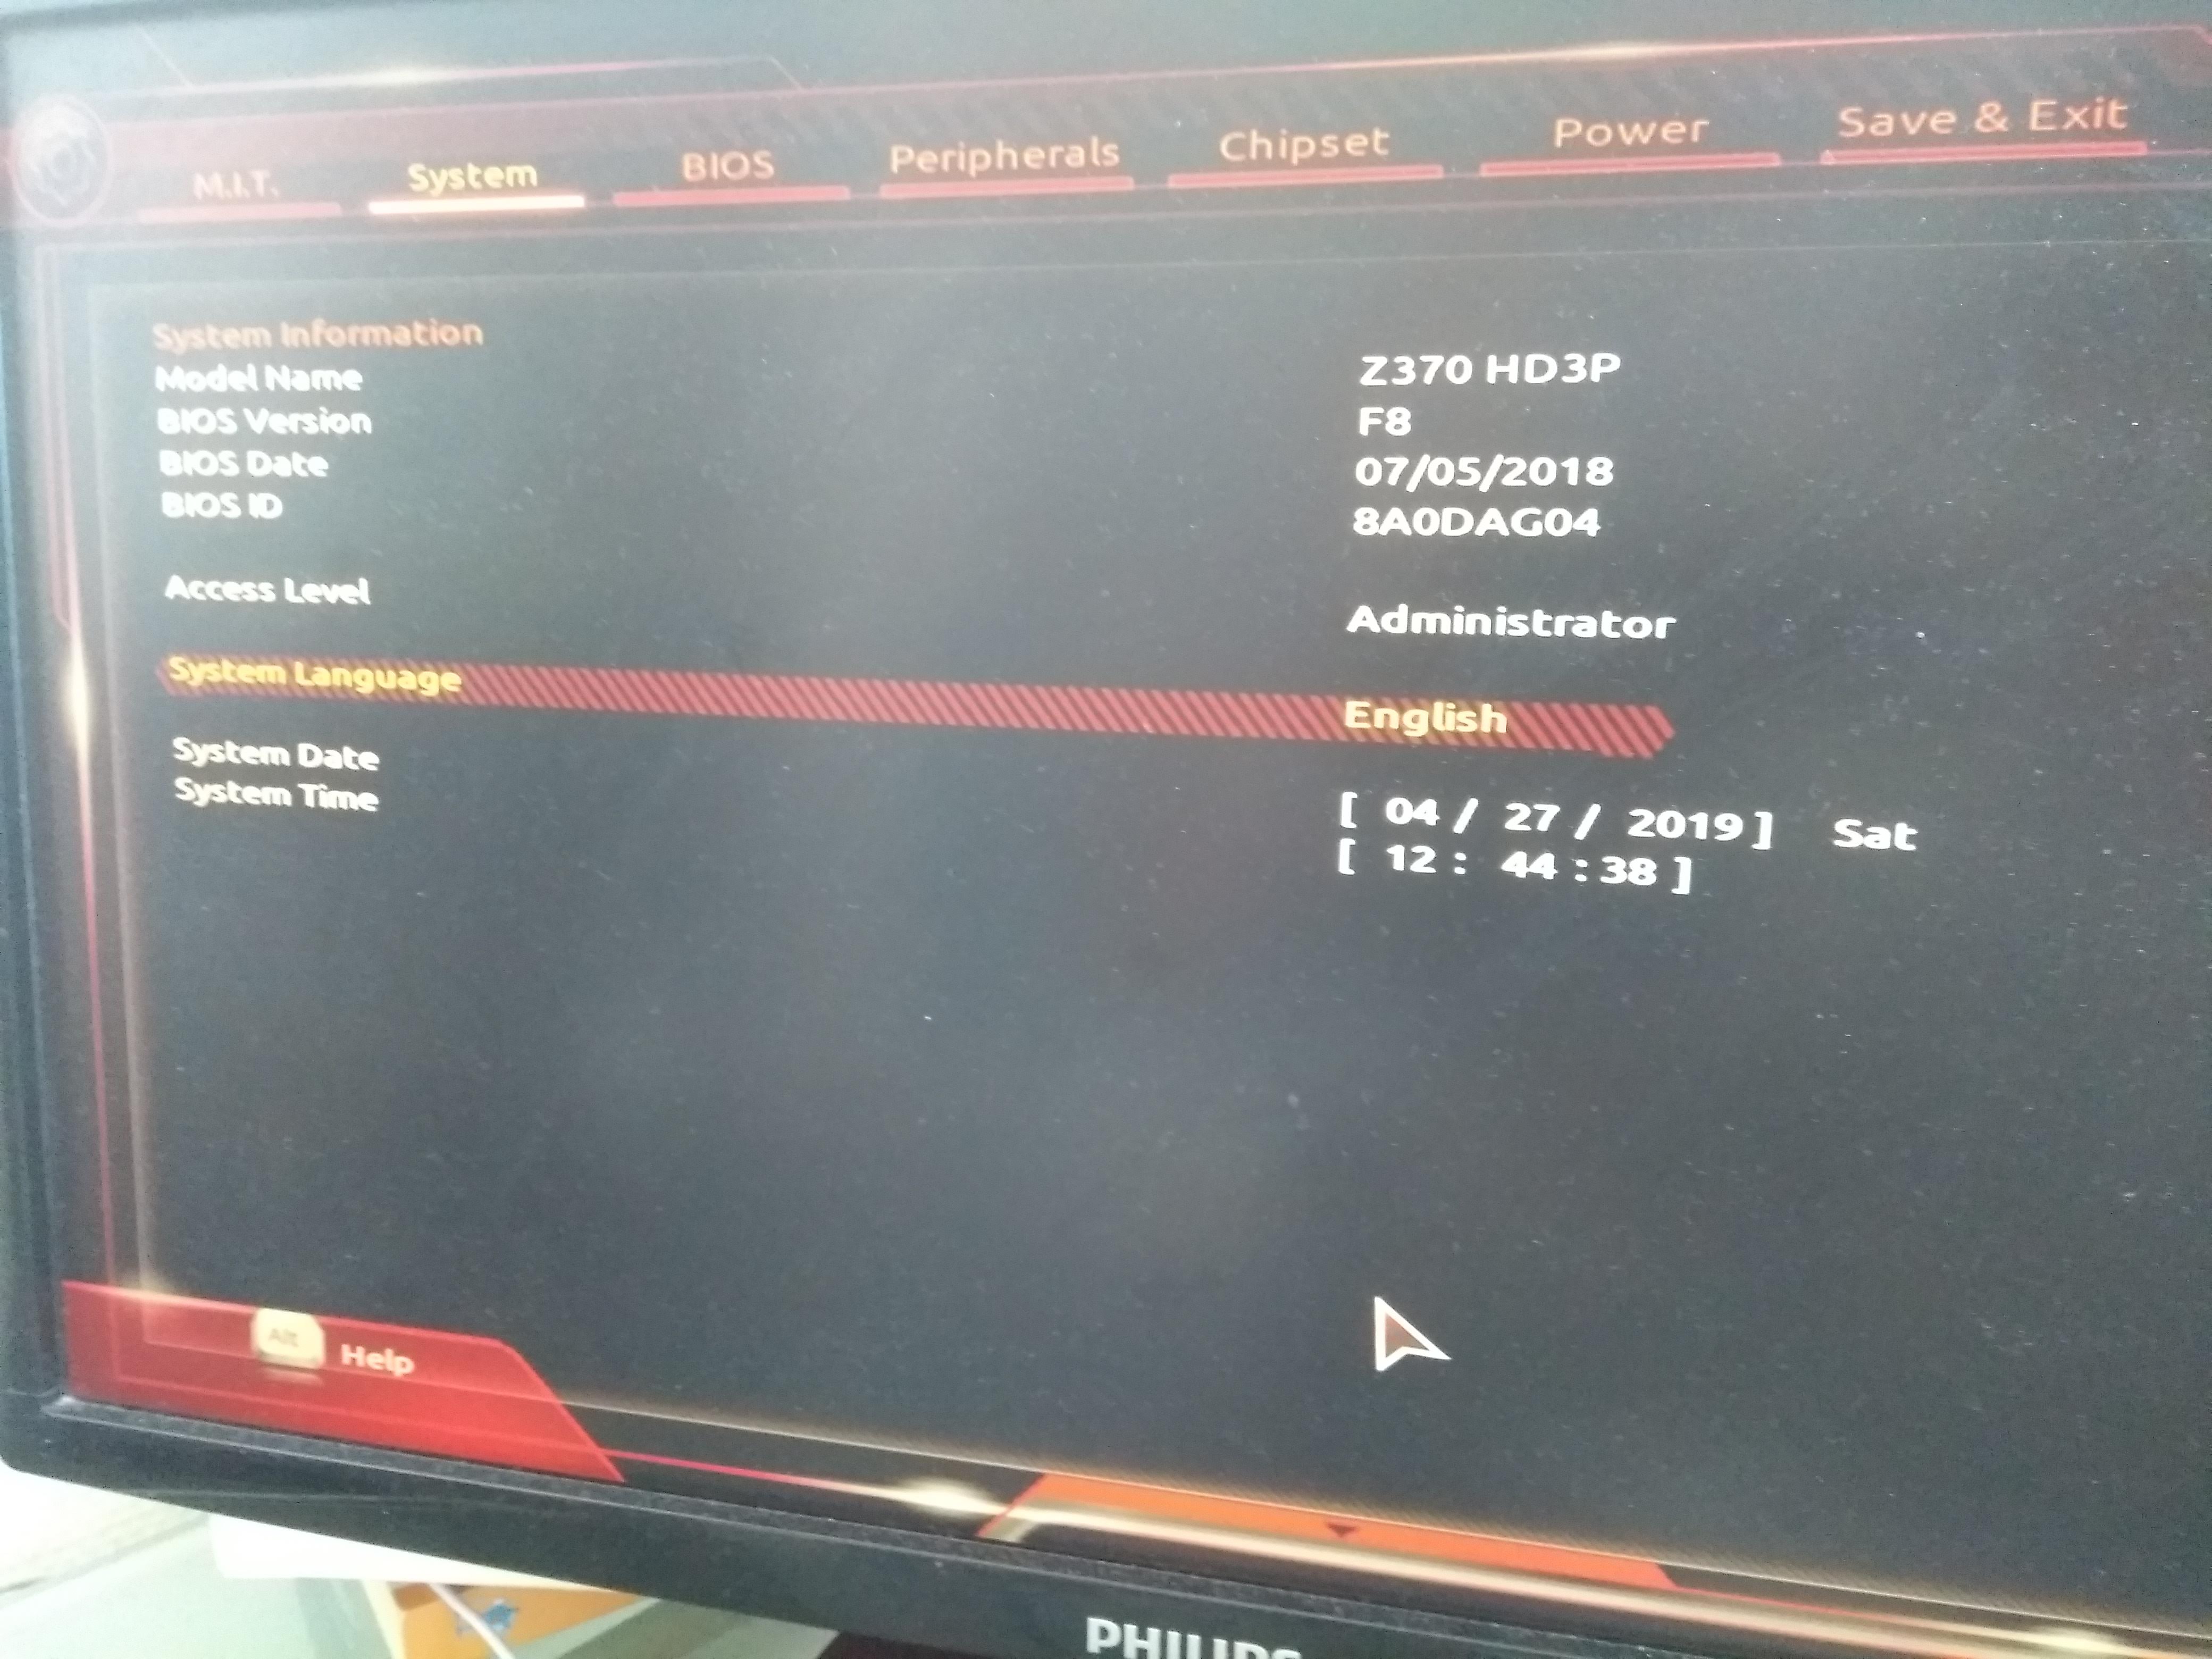 M.I.T. System BIOS Peripherals Chipset Power Save & Exit
System Information
Model Name Z370 HD3P
BIOS Version F8
BIOS Date 07/05/2018
BIOS ID 8A0DAG04
Access Level Administrator
System Language English
System Date [ 04 / 27 / 2019 ] Sat
System Time [ 12 : 44 : 38 ]
Alt Help
PHILIPS